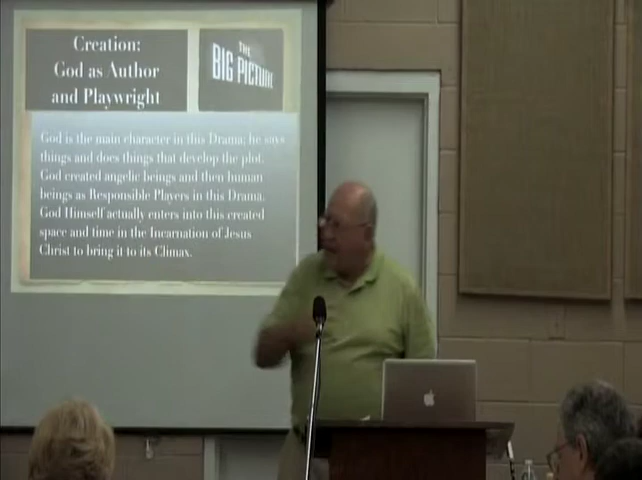 Creation:
God as Author
and Playwright
THE
BIG PICTURE
God is the main character in this Drama; he says
things and does things that develop the plot.
God created angelic beings and then human
beings as Responsible Players in this Drama.
God Himself actually enters into this created
space and time in the Incarnation of Jesus
Christ to bring it to its Climax.